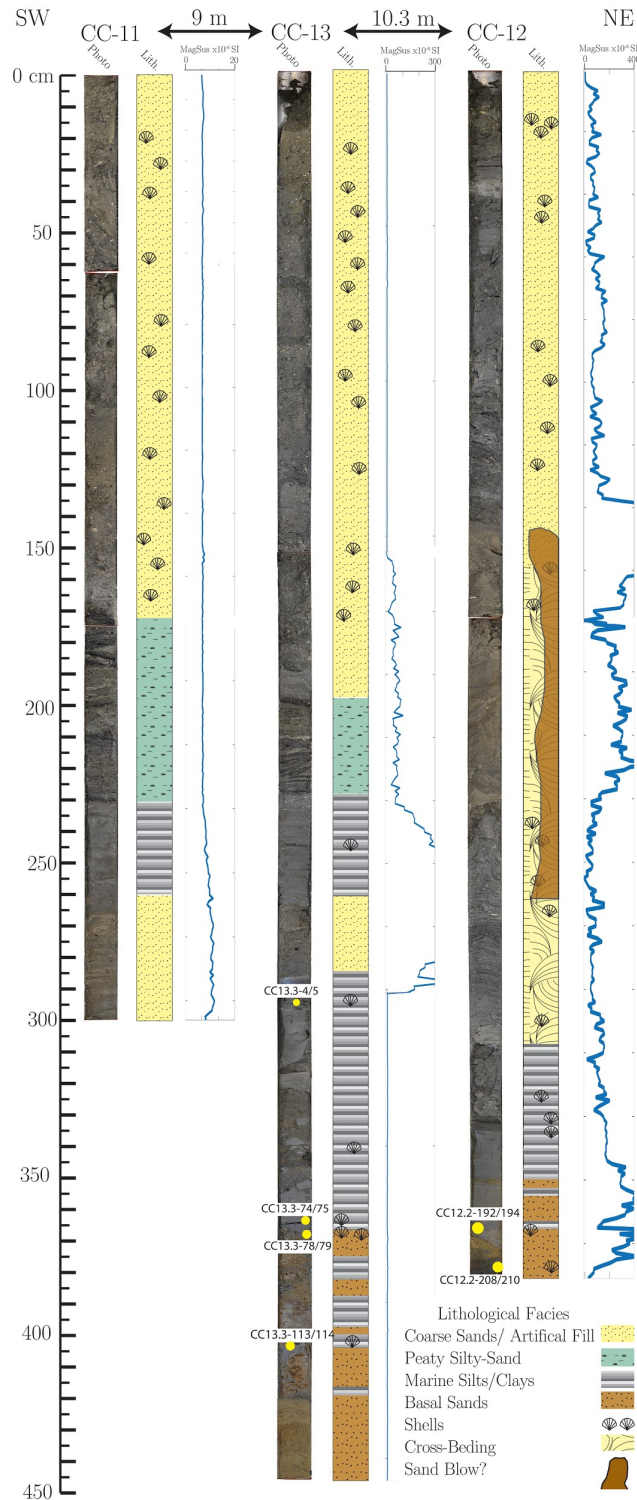 SW
9 m
10.3 m
NE
CC-11
CC-13
CC-12
Photo
Lith.
MagSus x10⁻⁶ SI
0
20
Photo
Lith.
MagSus x10⁻⁶ SI
0
300
Photo
Lith.
MagSus x10⁻⁶ SI
0
400
0 cm
50
100
150
200
250
300
350
400
450
CC13.3-4/5
CC13.3-74/75
CC13.3-78/79
CC13.3-113/114
CC12.2-192/194
CC12.2-208/210
Lithological Facies
Coarse Sands/ Artifical Fill
Peaty Silty-Sand
Marine Silts/Clays
Basal Sands
Shells
Cross-Beding
Sand Blow?